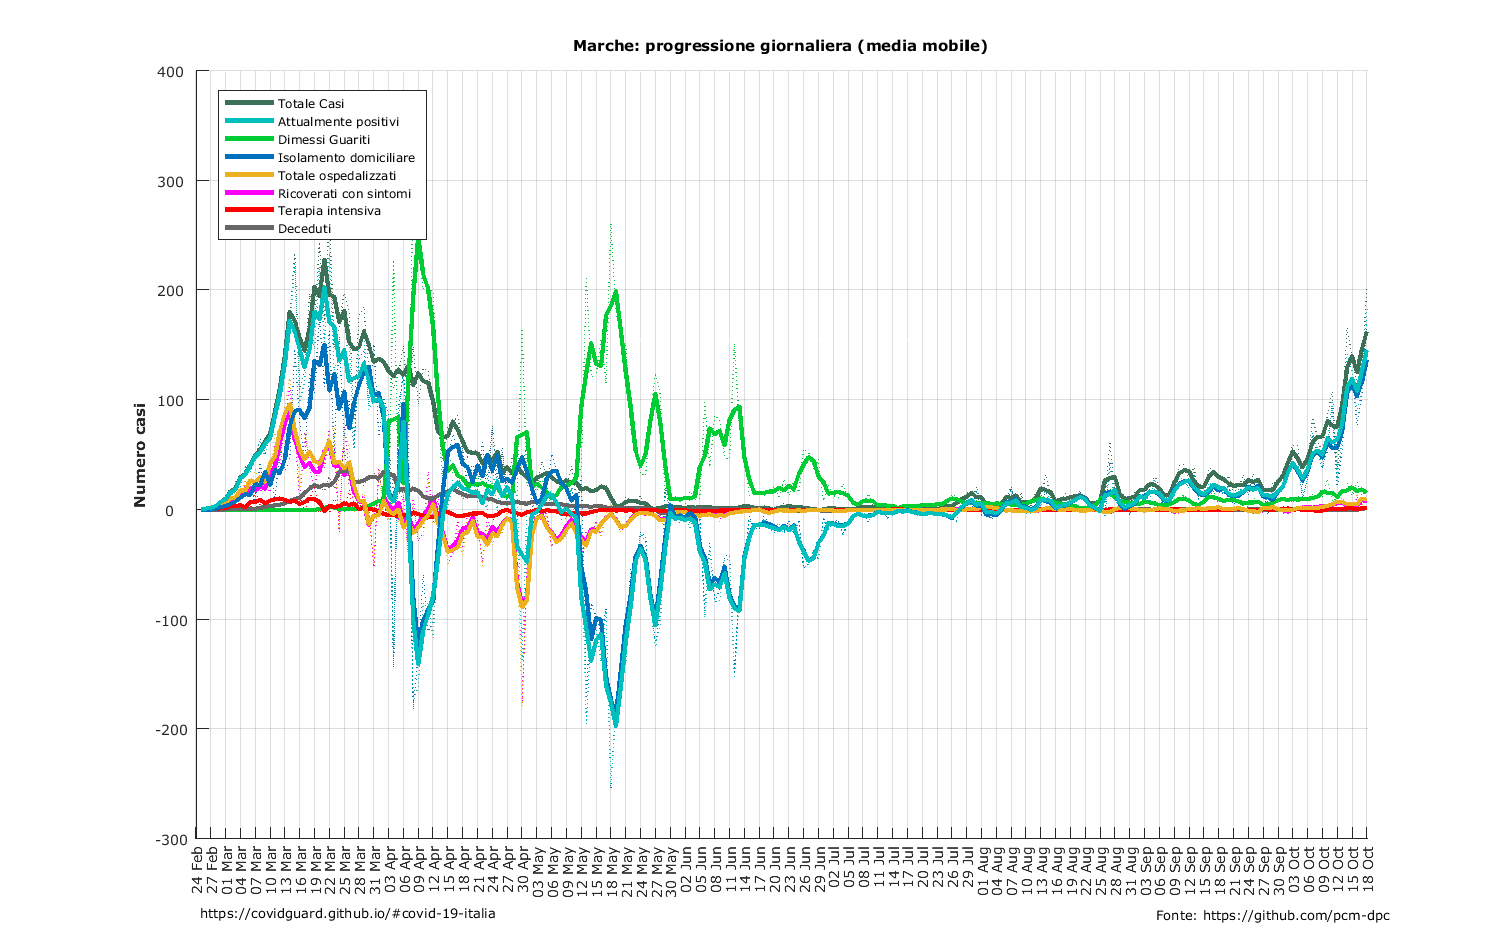 Marche: progressione giornaliera (media mobile)
400
300
200
100
0
-100
-200
-300
Numero casi
Totale Casi
Attualmente positivi
Dimessi Guariti
Isolamento domiciliare
Totale ospedalizzati
Ricoverati con sintomi
Terapia intensiva
Deceduti
24 Feb
27 Feb
01 Mar
04 Mar
07 Mar
10 Mar
13 Mar
16 Mar
19 Mar
22 Mar
25 Mar
28 Mar
31 Mar
03 Apr
06 Apr
09 Apr
12 Apr
15 Apr
18 Apr
21 Apr
24 Apr
27 Apr
30 Apr
03 May
06 May
09 May
12 May
15 May
18 May
21 May
24 May
27 May
30 May
02 Jun
05 Jun
08 Jun
11 Jun
14 Jun
17 Jun
20 Jun
23 Jun
26 Jun
29 Jun
02 Jul
05 Jul
08 Jul
11 Jul
14 Jul
17 Jul
20 Jul
23 Jul
26 Jul
29 Jul
01 Aug
04 Aug
07 Aug
10 Aug
13 Aug
16 Aug
19 Aug
22 Aug
25 Aug
28 Aug
31 Aug
03 Sep
06 Sep
09 Sep
12 Sep
15 Sep
18 Sep
21 Sep
24 Sep
27 Sep
30 Sep
03 Oct
06 Oct
09 Oct
12 Oct
15 Oct
18 Oct
https://covidguard.github.io/#covid-19-italia
Fonte: https://github.com/pcm-dpc